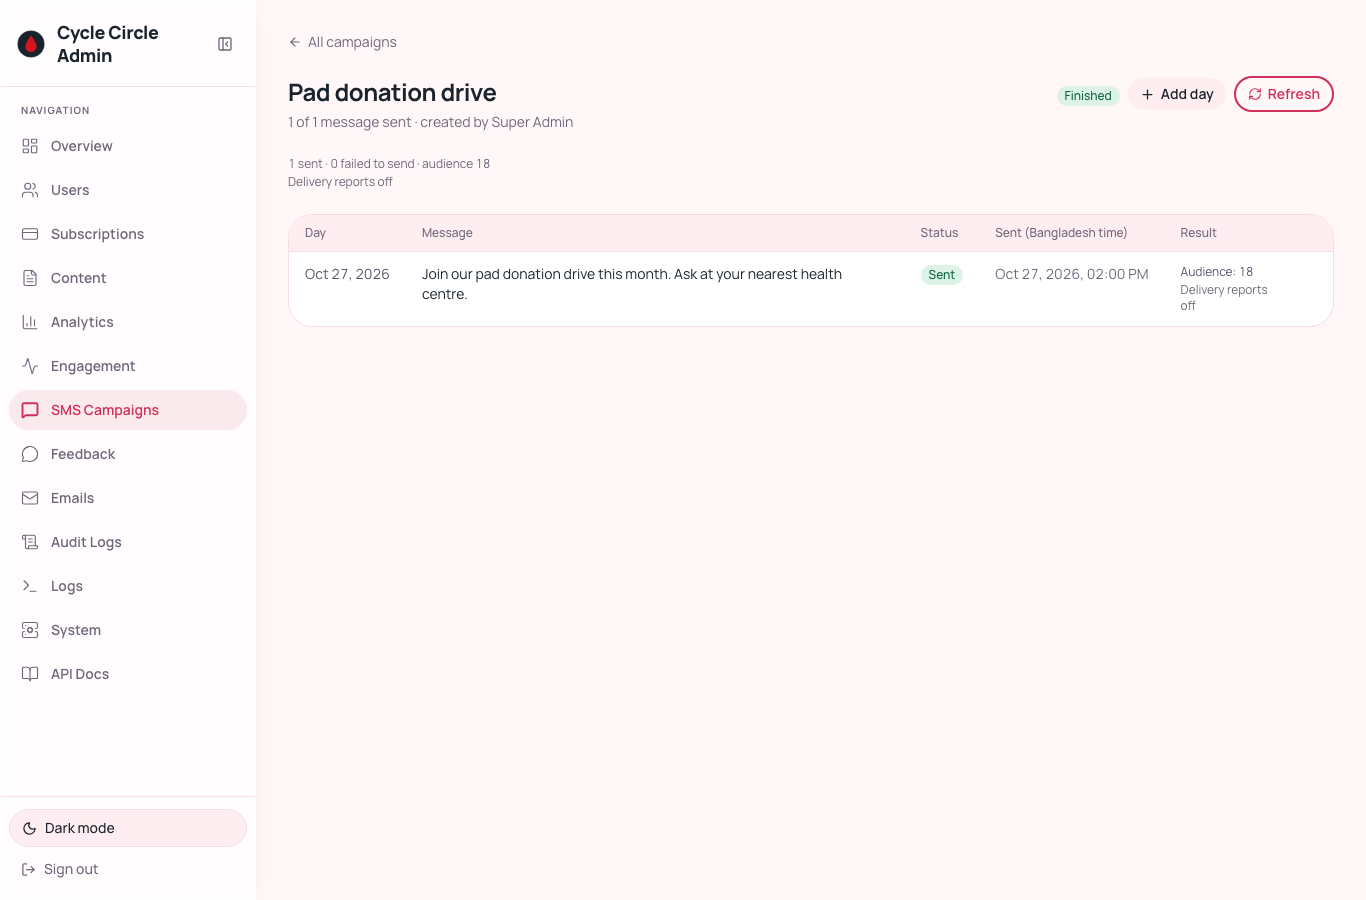 Cycle Circle
Admin
NAVIGATION
Overview
Users
Subscriptions
Content
Analytics
Engagement
SMS Campaigns
Feedback
Emails
Audit Logs
Logs
System
API Docs
Dark mode
Sign out
All campaigns
Pad donation drive
1 of 1 message sent · created by Super Admin
Finished
Add day
Refresh
1 sent · 0 failed to send · audience 18
Delivery reports off
Day Message Status Sent (Bangladesh time) Result
Oct 27, 2026 Join our pad donation drive this month. Ask at your nearest health
centre.
Sent
Oct 27, 2026, 02:00 PM
Audience: 18
Delivery reports
off